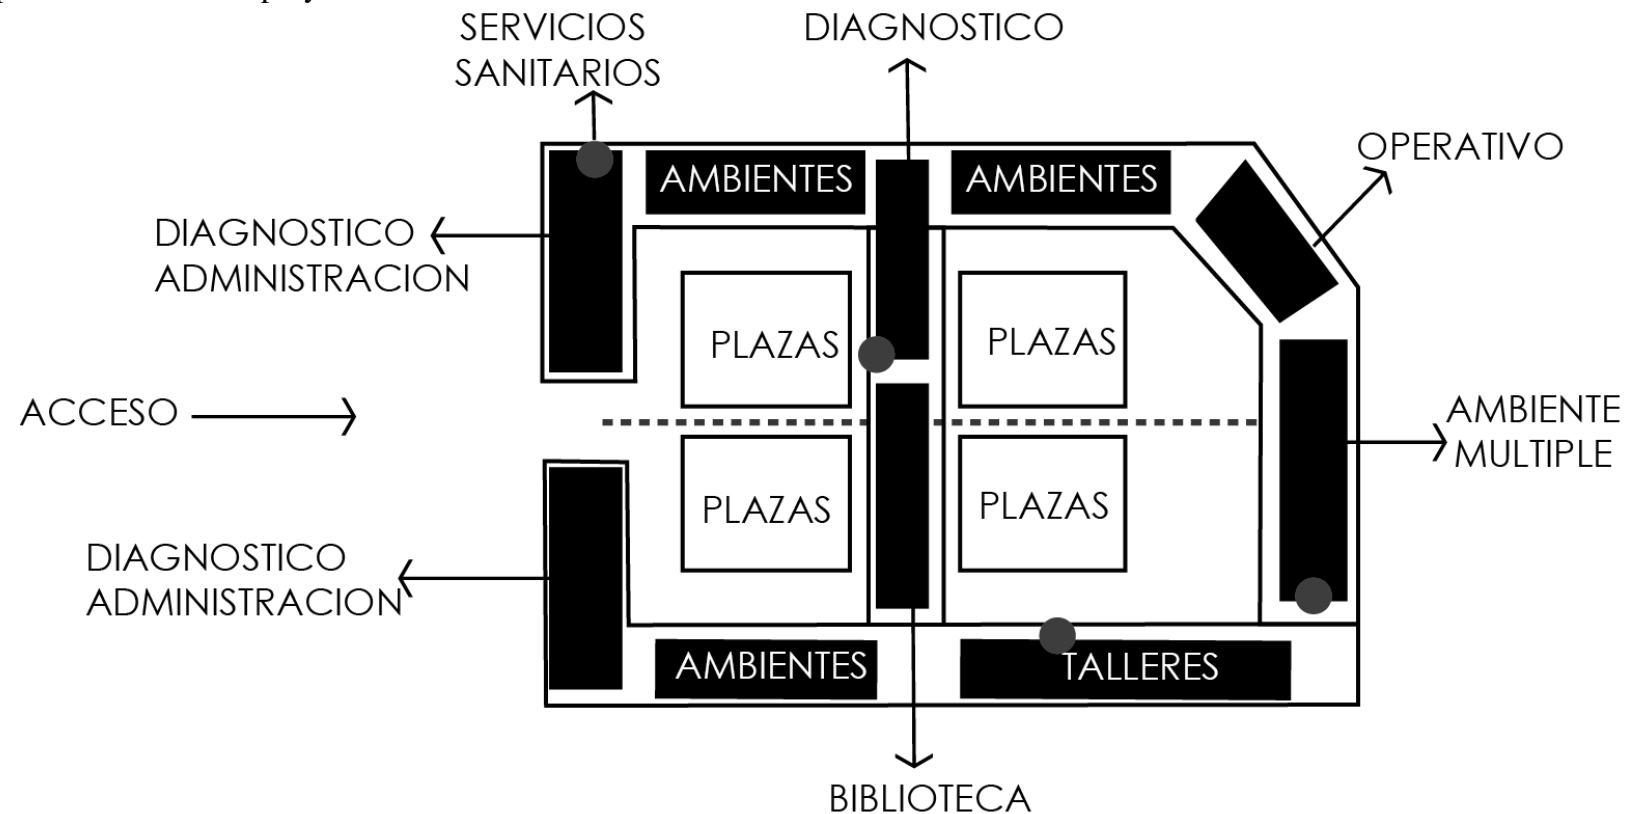 SERVICIOS
SANITARIOS
DIAGNOSTICO
OPERATIVO
AMBIENTES
AMBIENTES
DIAGNOSTICO
ADMINISTRACION
PLAZAS
PLAZAS
ACCESO
AMBIENTE
MULTIPLE
PLAZAS
PLAZAS
DIAGNOSTICO
ADMINISTRACION
AMBIENTES
TALLERES
BIBLIOTECA